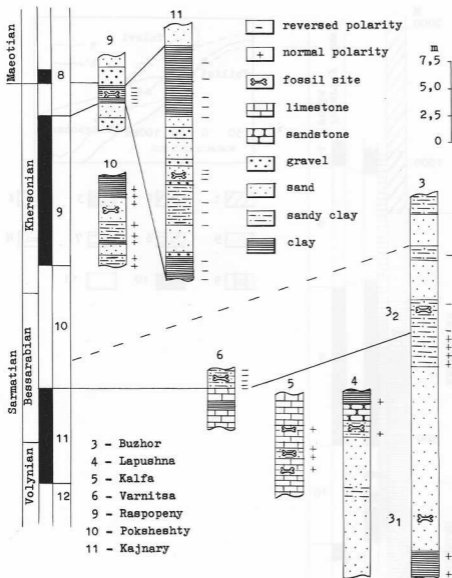 11
9
10
6
5
4
3
3₂
3₁
Maeotian
Khersonian
Sarmatian
Bessarabian
Volynian
8
9
10
11
12
reversed polarity
normal polarity
fossil site
limestone
sandstone
gravel
sand
sandy clay
clay
m
7,5
5,0
2,5
0
3 - Buzhor
4 - Lapushna
5 - Kalfa
6 - Varnitsa
9 - Raspopeny
10 - Poksheshty
11 - Kajnary